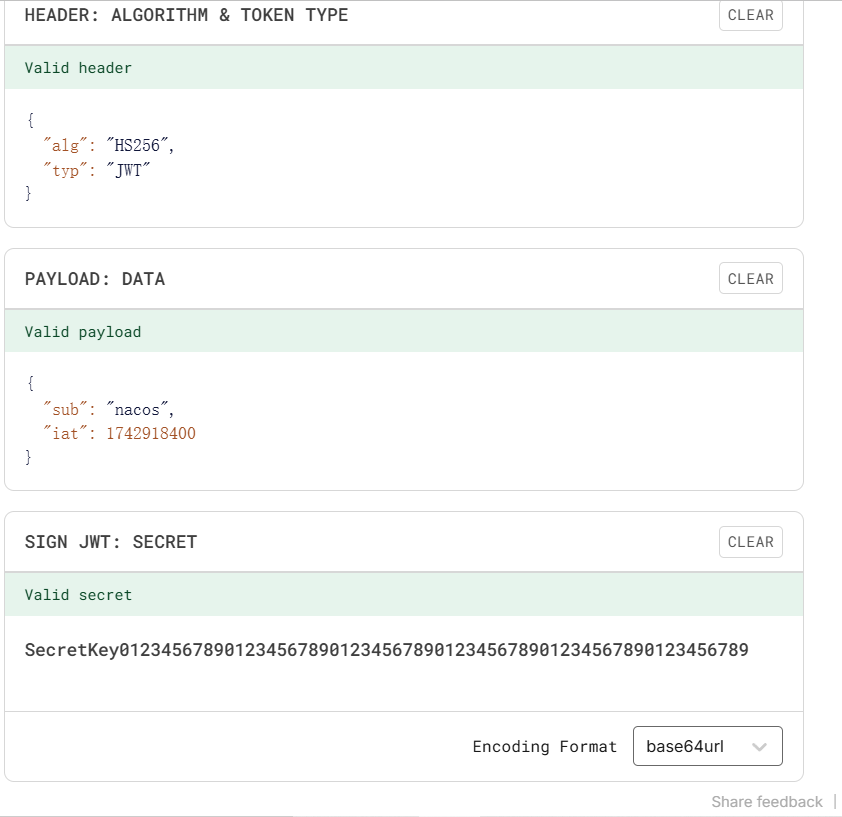 HEADER: ALGORITHM & TOKEN TYPE
CLEAR
Valid header
{
"alg": "HS256",
"typ": "JWT"
}
PAYLOAD: DATA
CLEAR
Valid payload
{
"sub": "nacos",
"iat": 1742918400
}
SIGN JWT: SECRET
CLEAR
Valid secret
SecretKey012345678901234567890123456789012345678901234567890123456789
Encoding Format
base64url
Share feedback